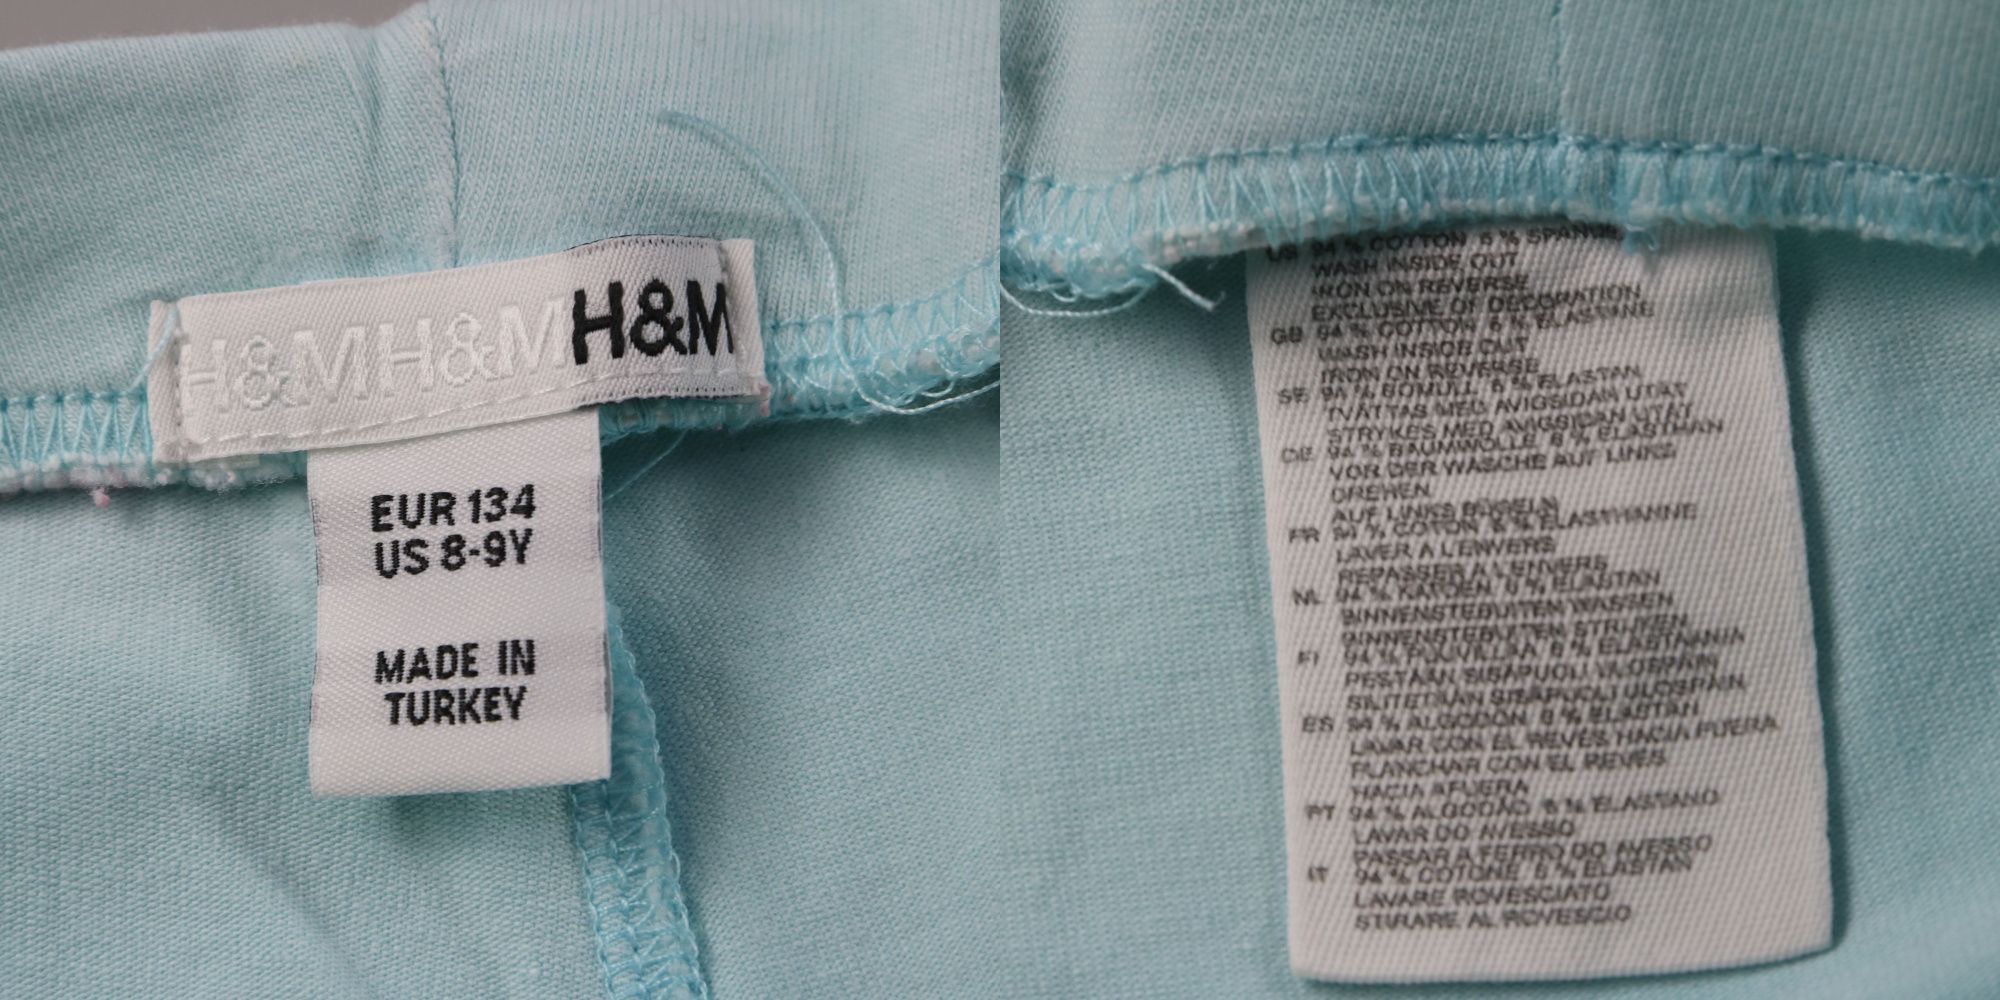 H&MH&MH&M
EUR 134
US 8-9Y
MADE IN
TURKEY
US 94 % COTTON 6 % SPANDEX
WASH INSIDE OUT
IRON ON REVERSE
EXCLUSIVE OF DECORATION
GB 94 % COTTON 6 % ELASTANE
WASH INSIDE OUT
IRON ON REVERSE
SE 94 % BOMULL 6 % ELASTAN
TVÄTTAS MED AVIGSIDAN UTÅT
STRYKES MED AVIGSIDAN UTÅT
DE 94 % BAUMWOLLE 6 % ELASTHAN
VOR DER WÄSCHE AUF LINKS
DREHEN
AUF LINKS BÜGELN
FR 94 % COTON 6 % ELASTHANNE
LAVER A L'ENVERS
REPASSER A L'ENVERS
NL 94 % KATOEN 6 % ELASTAN
BINNENSTEBUITEN WASSEN
BINNENSTEBUITEN STRIJKEN
FI 94 % PUUVILLAA 6 % ELASTAANIA
PESTÄÄN SISÄPUOLI ULOSPÄIN
SILITETÄÄN SISÄPUOLI ULOSPÄIN
ES 94 % ALGODÓN 6 % ELASTÁN
LAVAR CON EL REVÉS HACIA FUERA
PLANCHAR CON EL REVÉS
HACIA AFUERA
PT 94 % ALGODÃO 6 % ELASTANO
LAVAR DO AVESSO
PASSAR A FERRO DO AVESSO
IT 94 % COTONE 6 % ELASTAN
LAVARE ROVESCIATO
STIRARE AL ROVESCIO